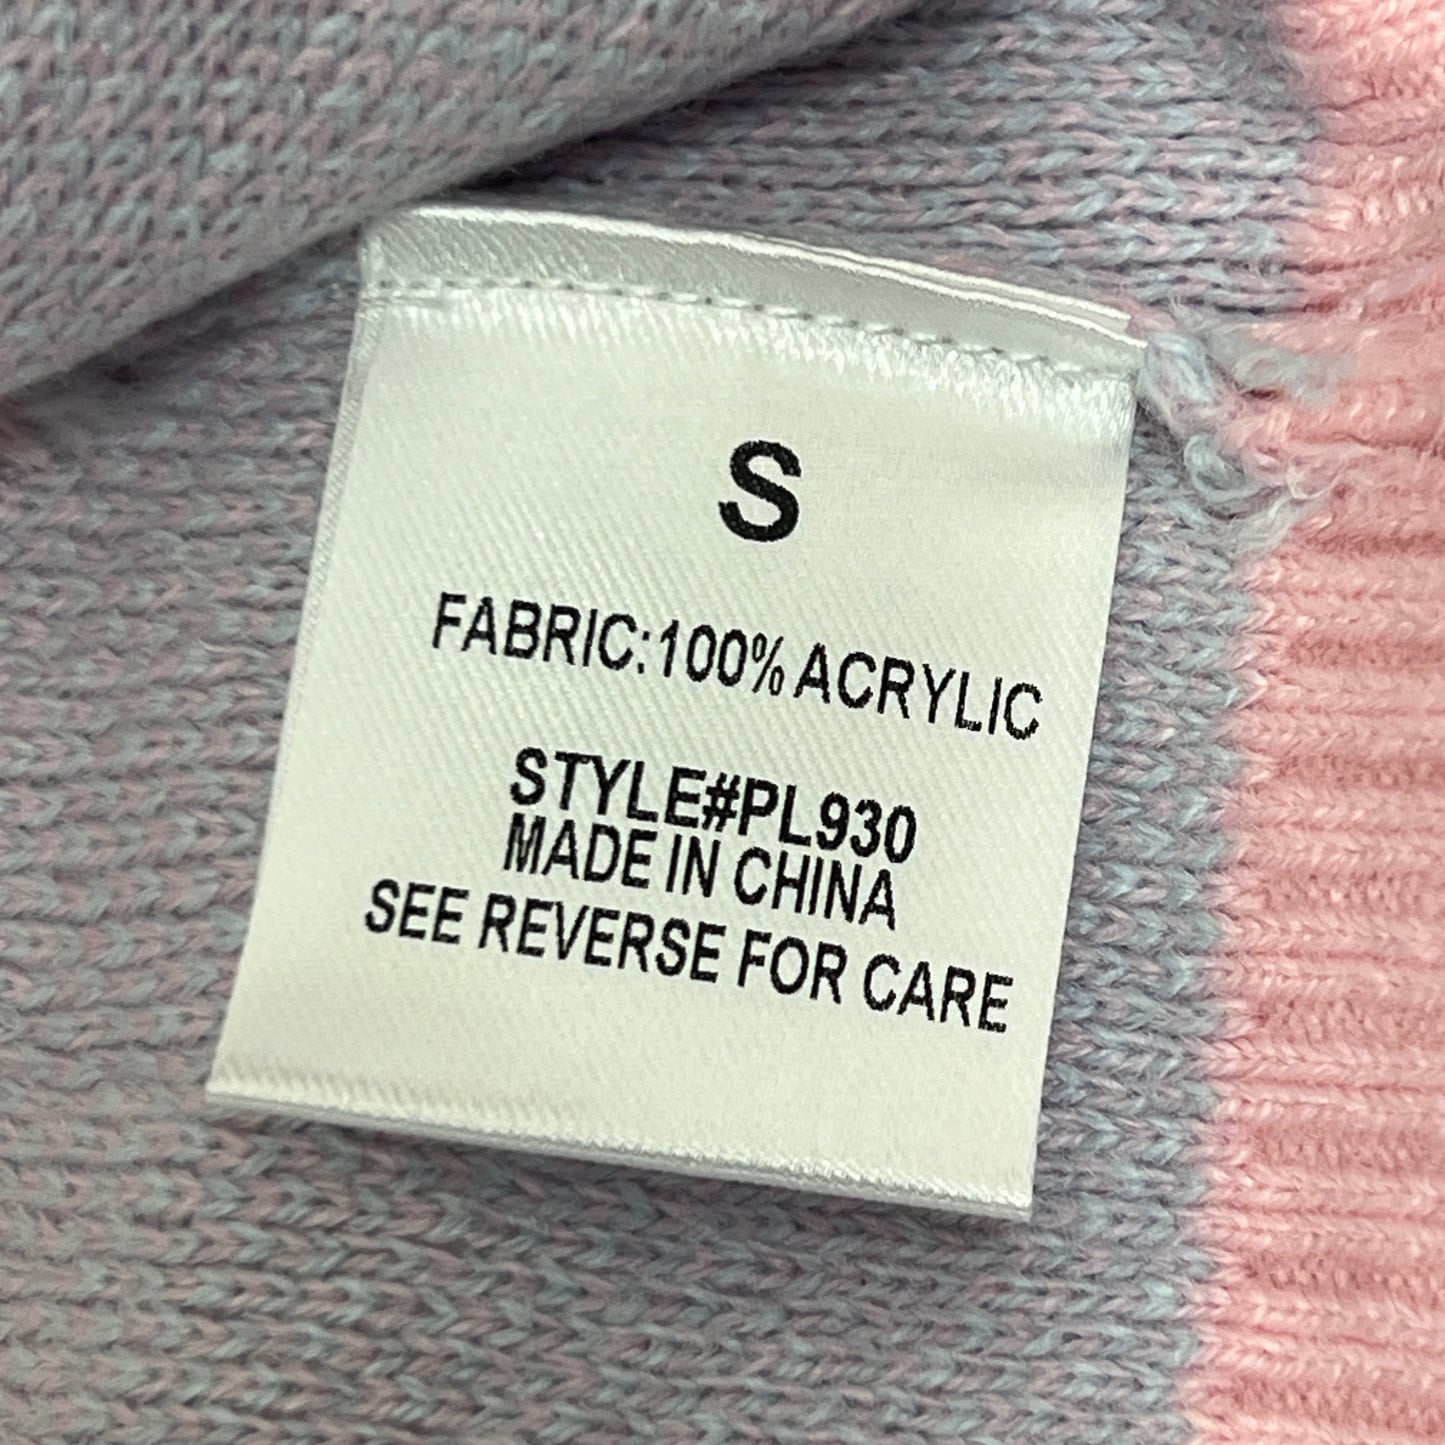 S
FABRIC:100% ACRYLIC
STYLE#PL930
MADE IN CHINA
SEE REVERSE FOR CARE